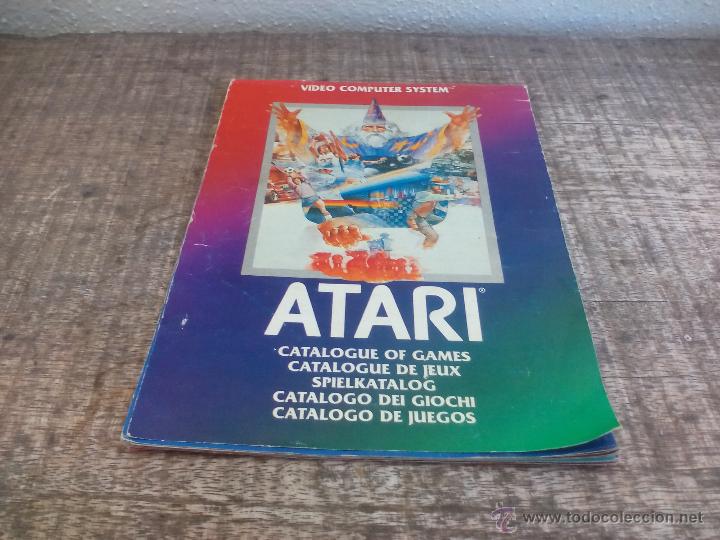 VIDEO COMPUTER SYSTEM
ATARI®
CATALOGUE OF GAMES
CATALOGUE DE JEUX
SPIELKATALOG
CATALOGO DEI GIOCHI
CATALOGO DE JUEGOS
www.todocoleccion.net